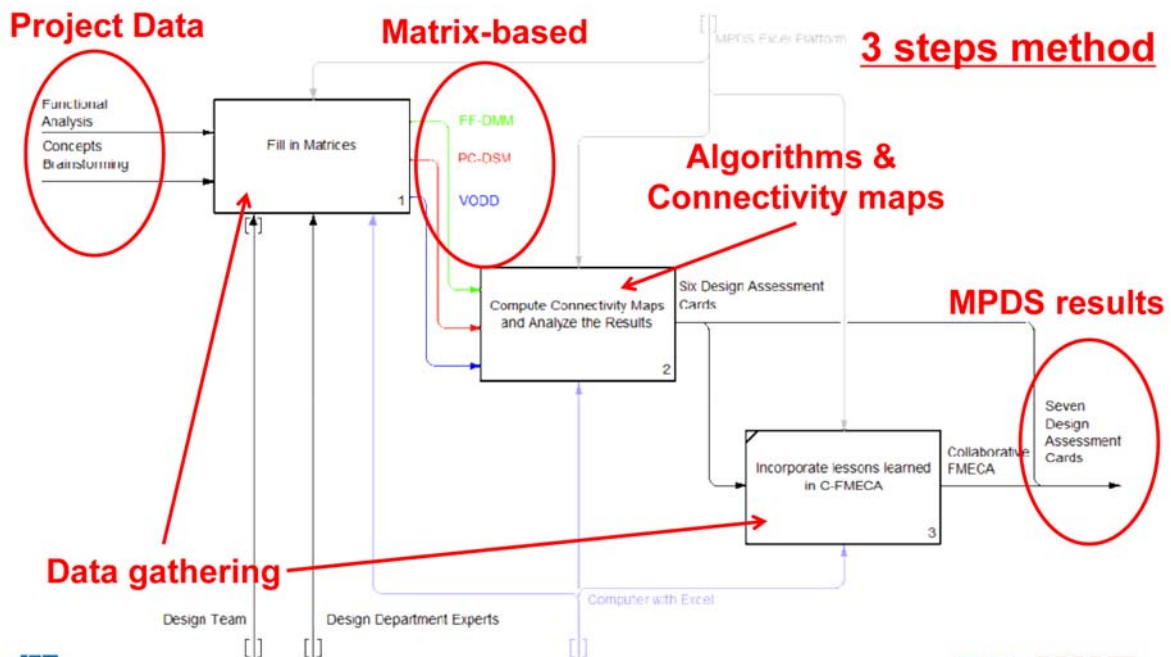 Project Data
Matrix-based
3 steps method
MPDS Excel Platform
Functional
Analysis
Concepts
Brainstorming
Fill in Matrices
1
FF-DMM
PC-DSM
VODD
Algorithms &
Connectivity maps
Compute Connectivity Maps
and Analyze the Results
2
Six Design Assessment
Cards
MPDS results
Seven
Design
Assessment
Cards
Incorporate lessons learned
in C-FMECA
3
Collaborative
FMECA
Data gathering
Design Team
Design Department Experts
Computer with Excel